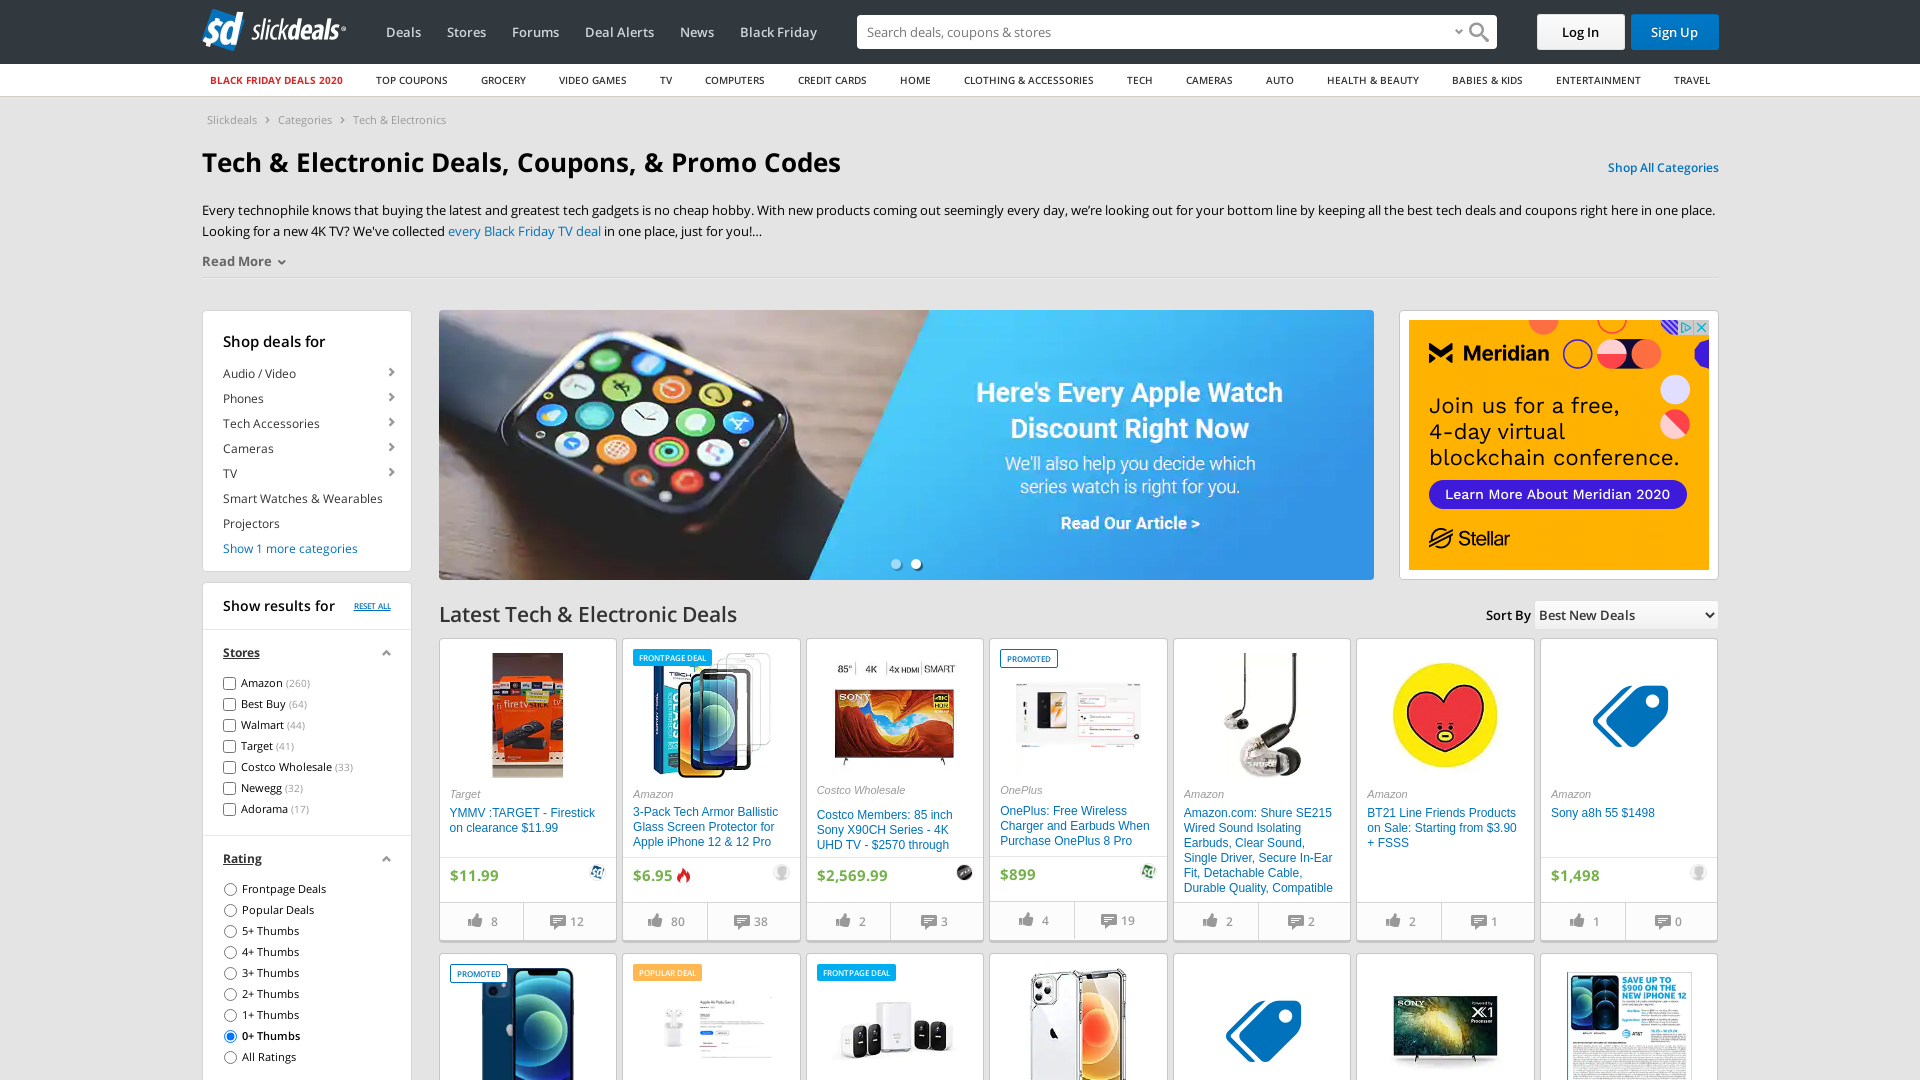 slickdeals
Deals
Stores
Forums
Deal Alerts
News
Black Friday
Search deals, coupons & stores
Log In
Sign Up
BLACK FRIDAY DEALS 2020
TOP COUPONS
GROCERY
VIDEO GAMES
TV
COMPUTERS
CREDIT CARDS
HOME
CLOTHING & ACCESSORIES
TECH
CAMERAS
AUTO
HEALTH & BEAUTY
BABIES & KIDS
ENTERTAINMENT
TRAVEL
Slickdeals > Categories > Tech & Electronics
Tech & Electronic Deals, Coupons, & Promo Codes
Shop All Categories
Every technophile knows that buying the latest and greatest tech gadgets is no cheap hobby. With new products coming out seemingly every day, we’re looking out for your bottom line by keeping all the best tech deals and coupons right here in one place.
Looking for a new 4K TV? We've collected every Black Friday TV deal in one place, just for you!...
Read More
Shop deals for
Audio / Video
Phones
Tech Accessories
Cameras
TV
Smart Watches & Wearables
Projectors
Show 1 more categories
Show results for
RESET ALL
Stores
Amazon (260)
Best Buy (64)
Walmart (44)
Target (41)
Costco Wholesale (33)
Newegg (32)
Adorama (17)
Rating
Frontpage Deals
Popular Deals
5+ Thumbs
4+ Thumbs
3+ Thumbs
2+ Thumbs
1+ Thumbs
0+ Thumbs
All Ratings
Here's Every Apple Watch
Discount Right Now
We'll also help you decide which
series watch is right for you.
Read Our Article >
Meridian
Join us for a free,
4-day virtual
blockchain conference.
Learn More About Meridian 2020
Stellar
Latest Tech & Electronic Deals
Sort By
Best New Deals
fire tv stick
Target
YMMV :TARGET - Firestick
on clearance $11.99
$11.99
8
12
FRONTPAGE DEAL
Amazon
3-Pack Tech Armor Ballistic
Glass Screen Protector for
Apple iPhone 12 & 12 Pro
$6.95
80
38
85" | 4K | 4x HDMI | SMART
SONY
4K
HDR
Costco Wholesale
Costco Members: 85 inch
Sony X90CH Series - 4K
UHD TV - $2570 through
$2,569.99
2
3
PROMOTED
OnePlus
OnePlus: Free Wireless
Charger and Earbuds When
Purchase OnePlus 8 Pro
$899
4
19
SHURE
Amazon
Amazon.com: Shure SE215
Wired Sound Isolating
Earbuds, Clear Sound,
Single Driver, Secure In-Ear
Fit, Detachable Cable,
Durable Quality, Compatible
2
2
Amazon
BT21 Line Friends Products
on Sale: Starting from $3.90
+ FSSS
2
1
Amazon
Sony a8h 55 $1498
$1,498
1
0
PROMOTED
POPULAR DEAL
FRONTPAGE DEAL
SONY
X1
Processor
SAVE UP TO
$900 ON THE
NEW iPHONE 12
AT&T